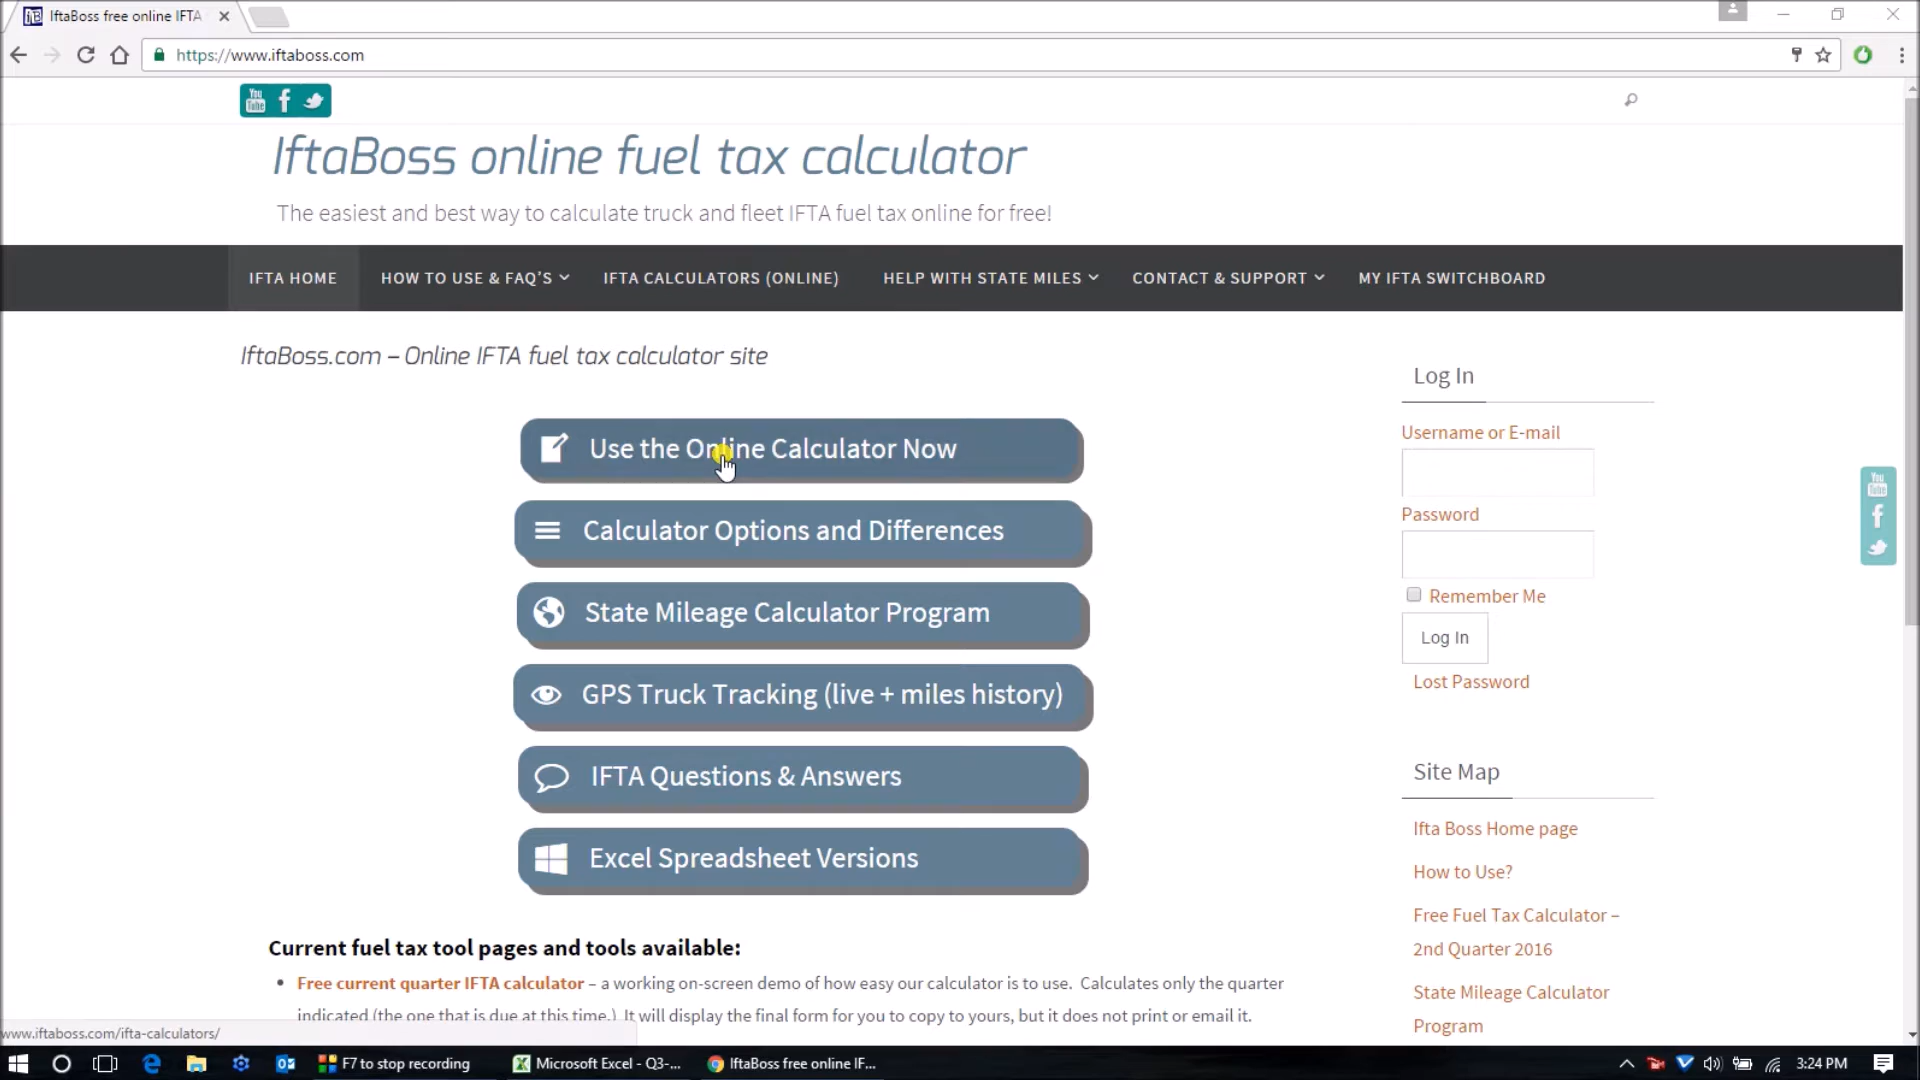 IftaBoss free online IFTA
https://www.iftaboss.com
You
Tube
IftaBoss online fuel tax calculator
The easiest and best way to calculate truck and fleet IFTA fuel tax online for free!
IFTA HOME
HOW TO USE & FAQ'S
IFTA CALCULATORS (ONLINE)
HELP WITH STATE MILES
CONTACT & SUPPORT
MY IFTA SWITCHBOARD
IftaBoss.com – Online IFTA fuel tax calculator site
Use the Online Calculator Now
Calculator Options and Differences
State Mileage Calculator Program
GPS Truck Tracking (live + miles history)
IFTA Questions & Answers
Excel Spreadsheet Versions
Current fuel tax tool pages and tools available:
• Free current quarter IFTA calculator – a working on-screen demo of how easy our calculator is to use. Calculates only the quarter
indicated (the one that is due at this time.) It will display the final form for you to copy to yours, but it does not print or email it.
Log In
Username or E-mail
Password
Remember Me
Log In
Lost Password
Site Map
Ifta Boss Home page
How to Use?
Free Fuel Tax Calculator –
2nd Quarter 2016
State Mileage Calculator
Program
You
Tube
www.iftaboss.com/ifta-calculators/
F7 to stop recording
Microsoft Excel - Q3-...
IftaBoss free online IF...
3:24 PM